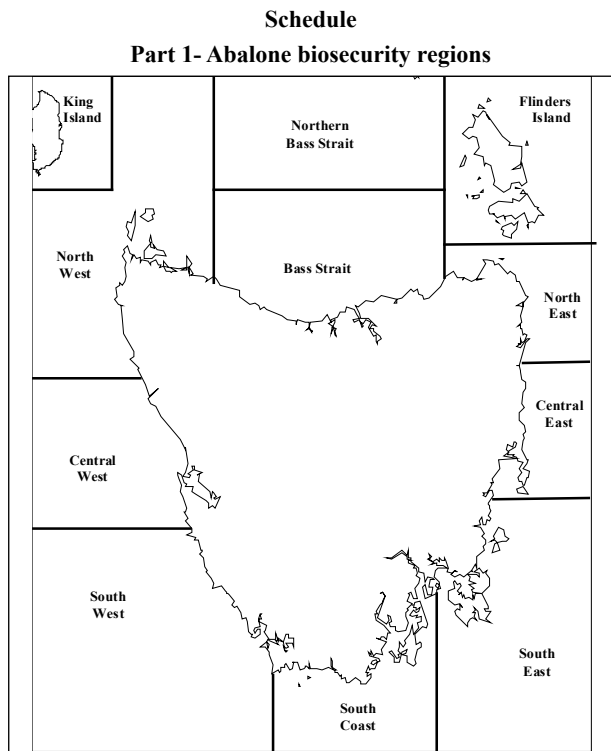 Schedule
Part 1- Abalone biosecurity regions
King
Island
Northern
Bass Strait
Flinders
Island
North
West
Bass Strait
North
East
Central
East
Central
West
South
West
South
East
South
Coast